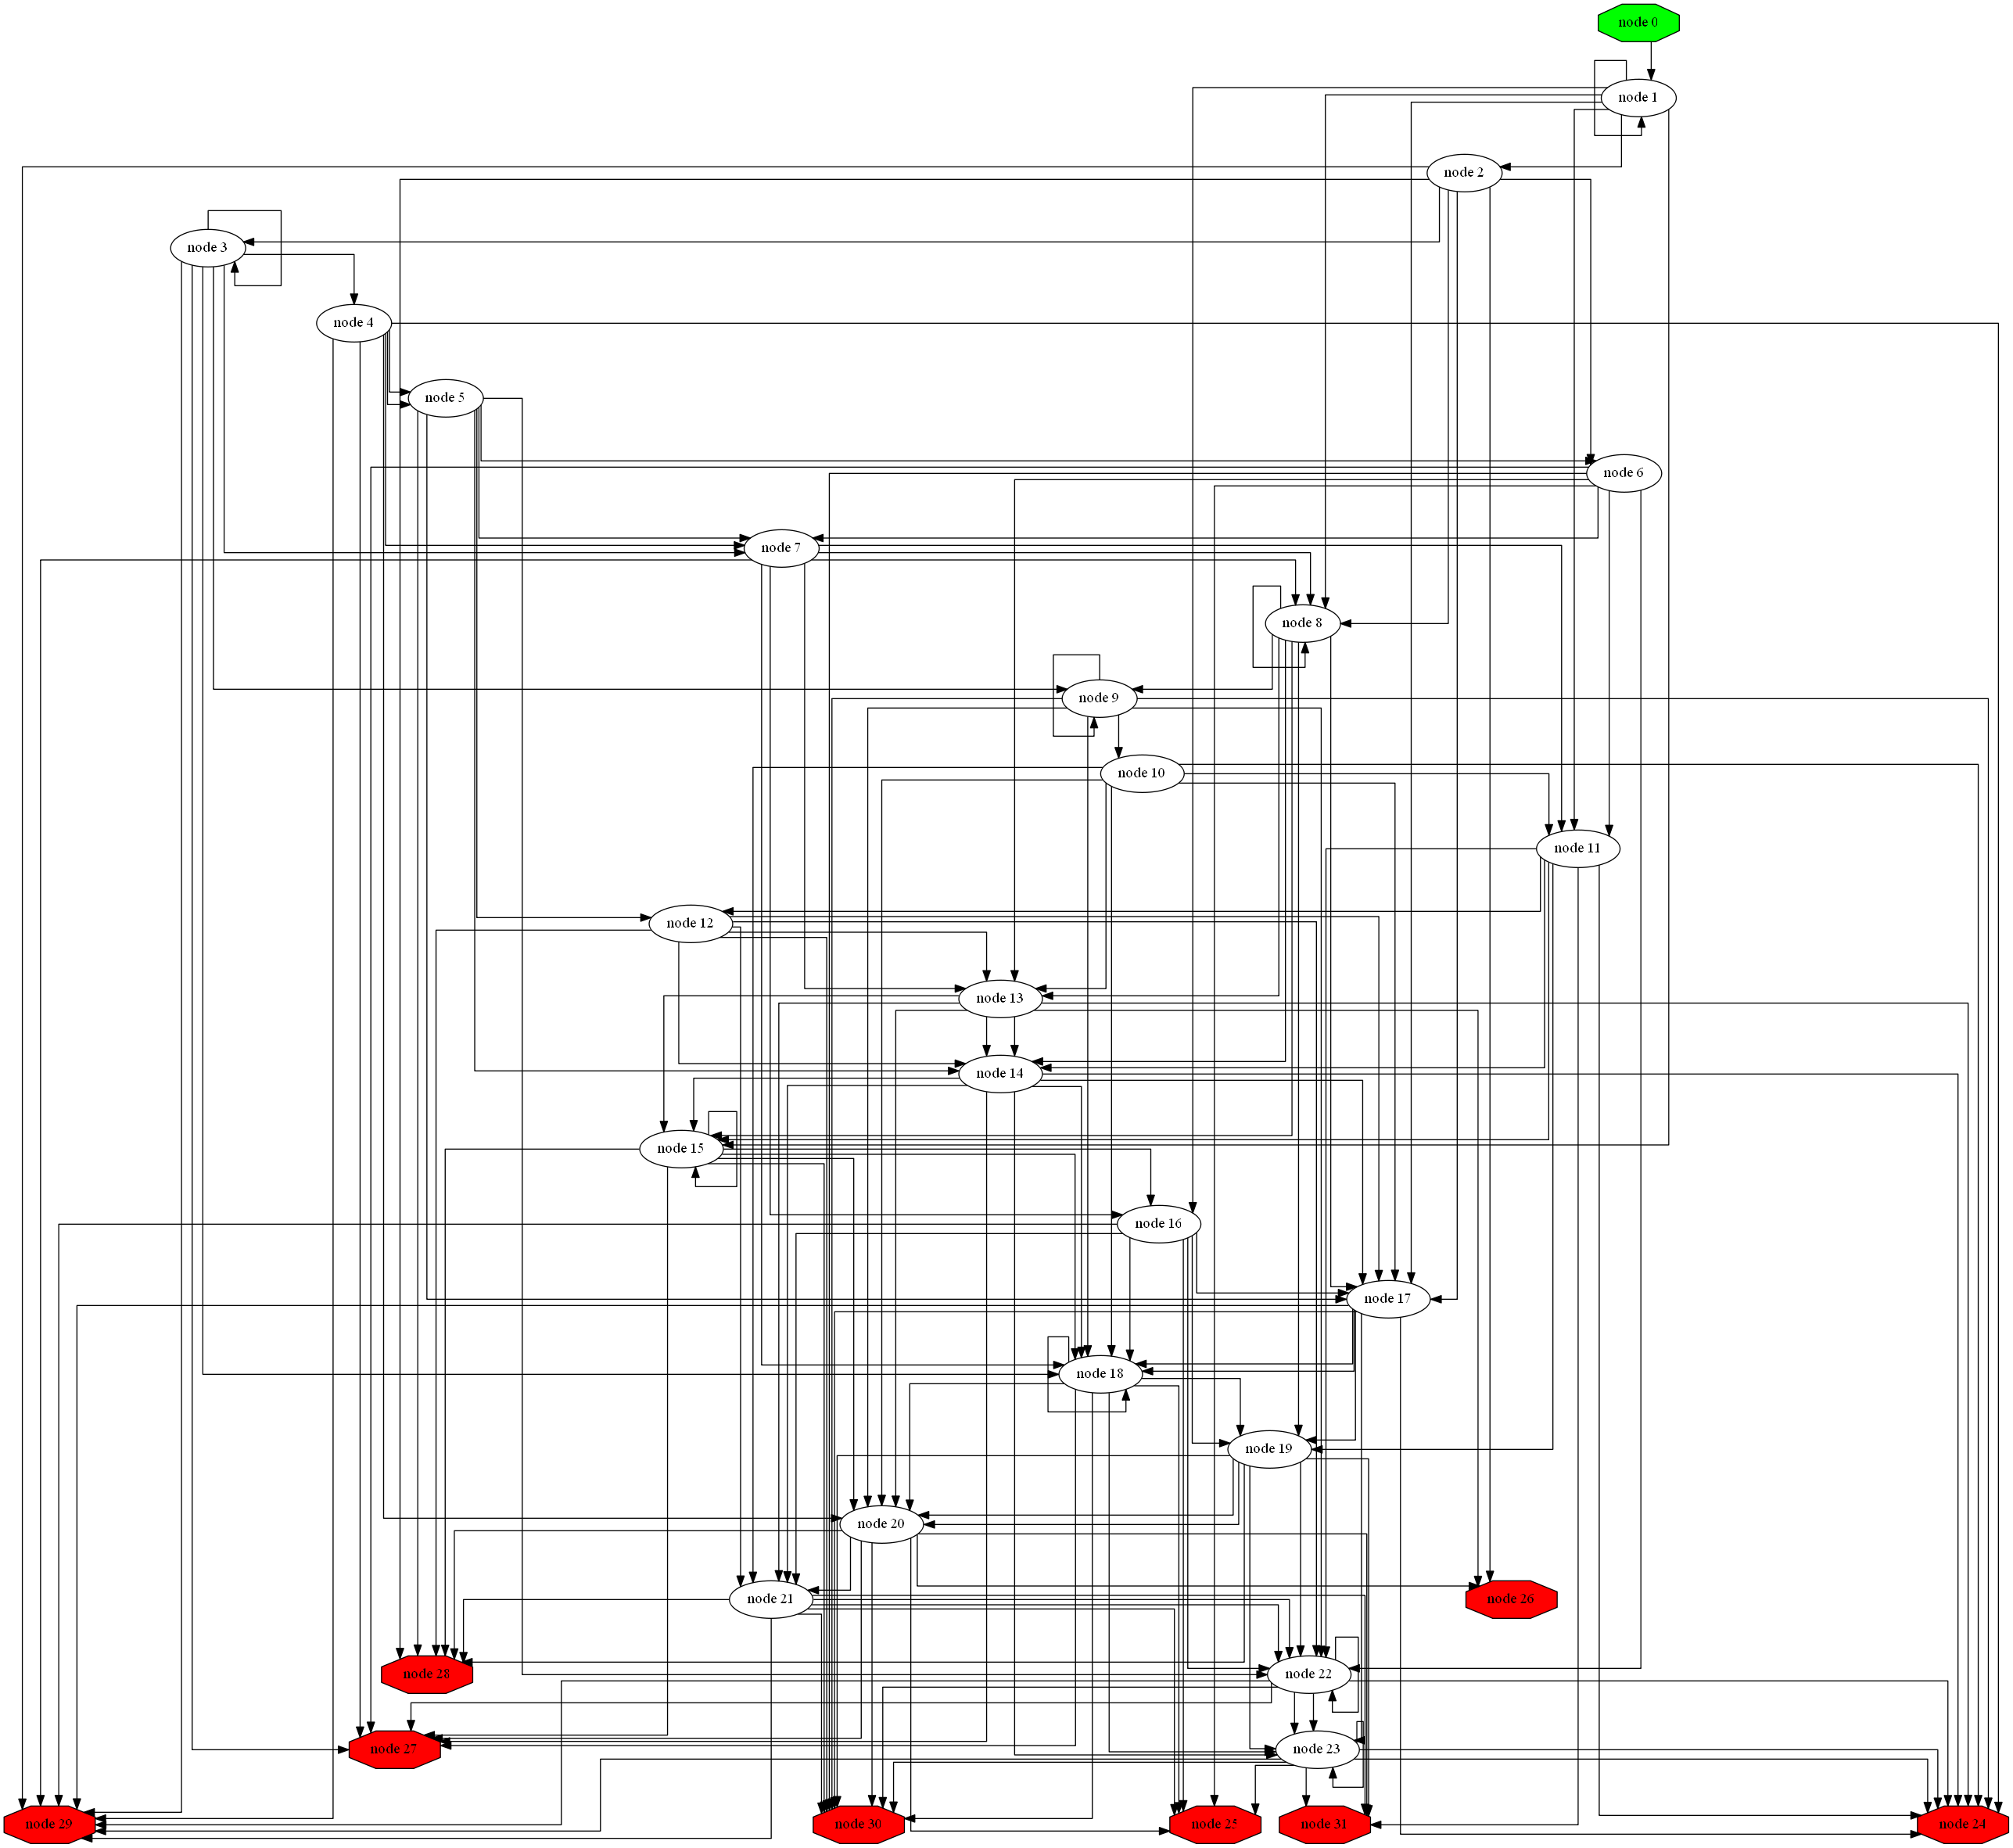 node 0
node 1
node 2
node 3
node 4
node 5
node 6
node 7
node 8
node 9
node 10
node 11
node 12
node 13
node 14
node 15
node 16
node 17
node 18
node 19
node 20
node 21
node 26
node 28
node 22
node 27
node 23
node 29
node 30
node 25
node 31
node 24